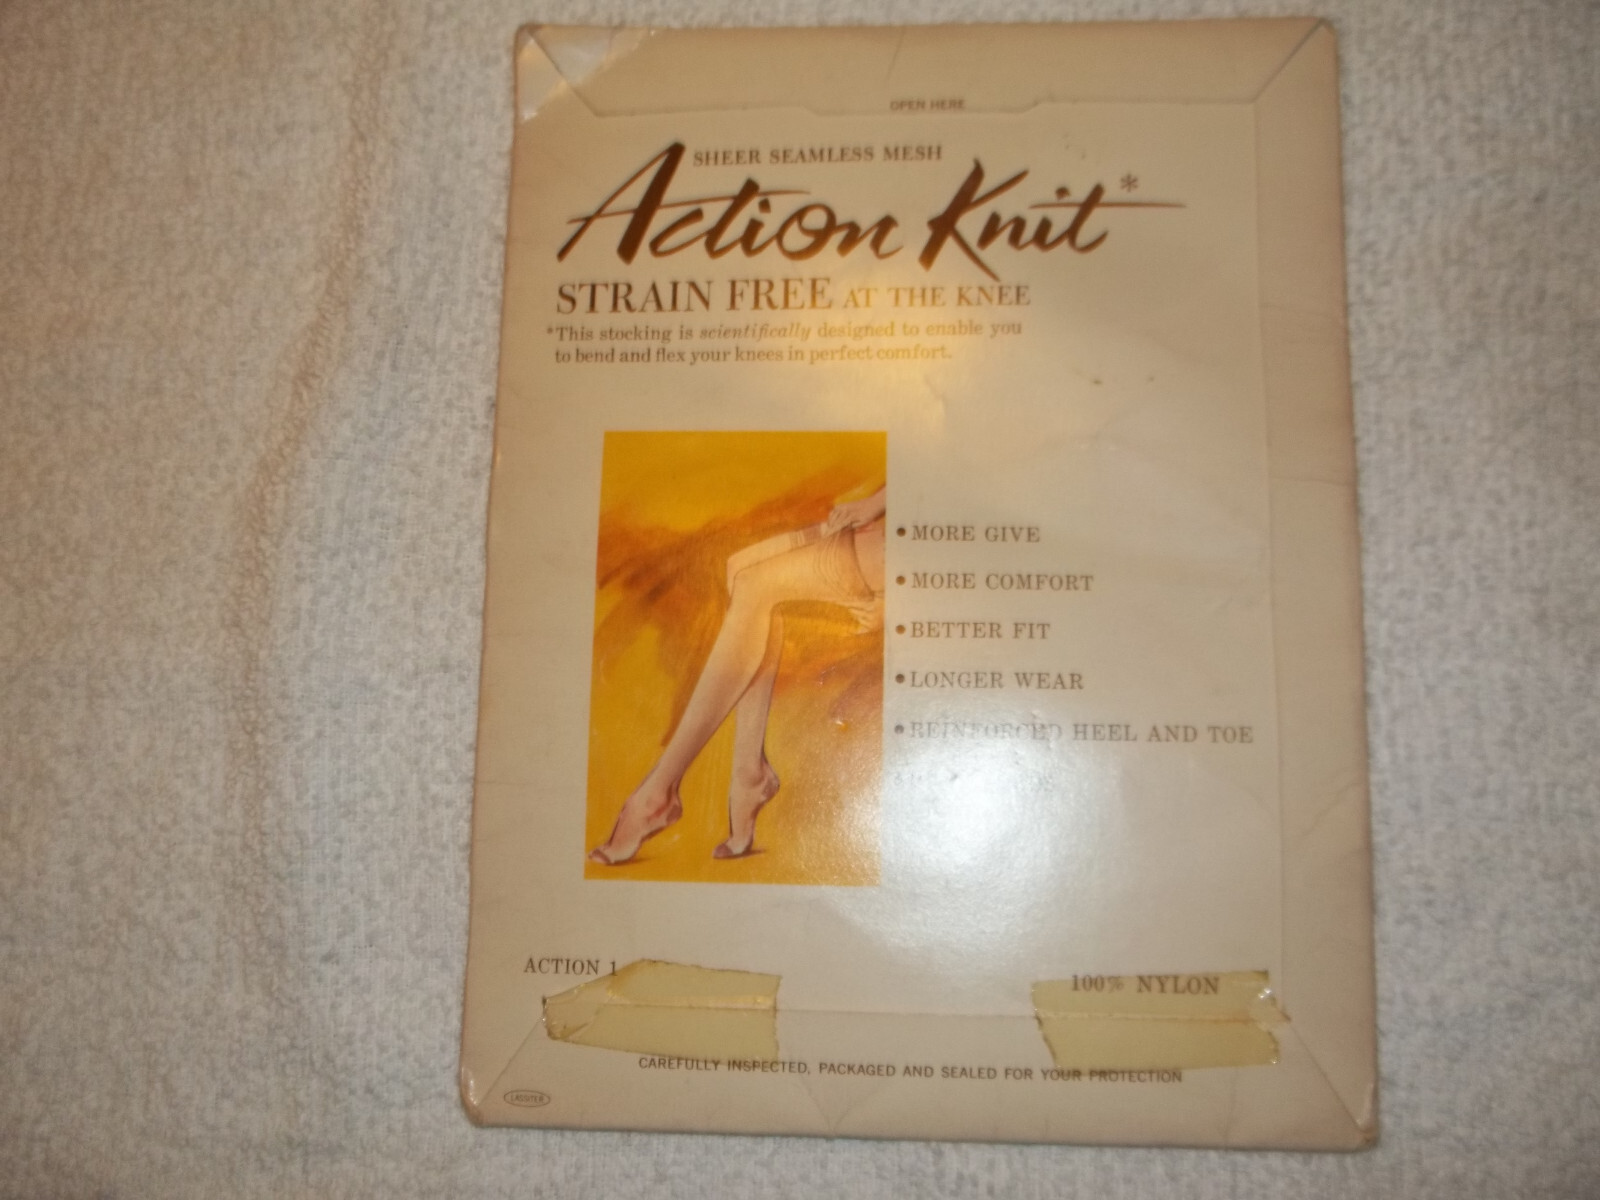 OPEN HERE
SHEER SEAMLESS MESH
Action Knit*
STRAIN FREE AT THE KNEE
*This stocking is scientifically designed to enable you
to bend and flex your knees in perfect comfort.
• MORE GIVE
• MORE COMFORT
• BETTER FIT
• LONGER WEAR
• REINFORCED HEEL AND TOE
ACTION 1
100% NYLON
CAREFULLY INSPECTED, PACKAGED AND SEALED FOR YOUR PROTECTION